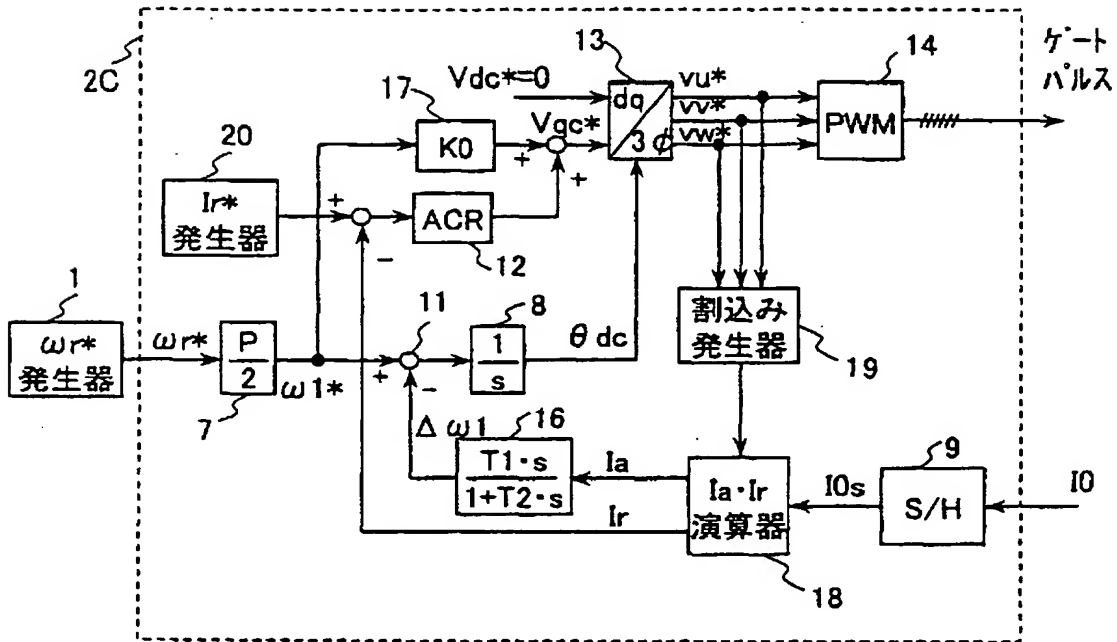 2C
17
Vdc*=0
13
dq
3φ
vu*
vv*
vw*
14
PWM
ゲート
パルス
20
Ir*
発生器
K0
Vqc*
+
+
+
-
ACR
12
1
ωr*
発生器
ωr*
P
2
7
ω1*
+
-
11
8
1
s
θdc
割込み
発生器
19
Δω1
16
T1·s
1+T2·s
Ia
Ir
Ia·Ir
演算器
18
I0s
9
S/H
I0